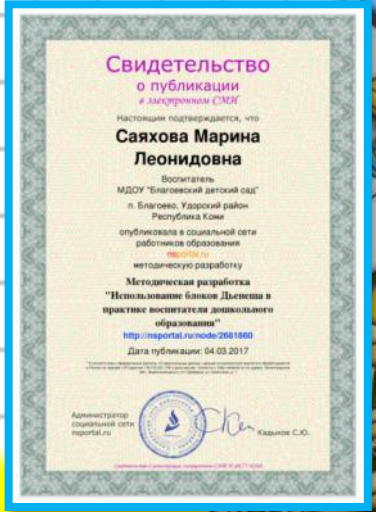 Свидетельство
о публикации
в электронном СМИ
Настоящим подтверждается, что
Саяхова Марина
Леонидовна
Воспитатель
МДОУ "Благоевский детский сад"
п. Благоево, Удорский район
Республика Коми
опубликовала в социальной сети
работников образования
nsportal.ru
методическую разработку
Методическая разработка
"Использование блоков Дьенеша в
практике воспитателя дошкольного
образования"
http://nsportal.ru/node/2681860
Дата публикации: 04.03.2017
Администратор
социальной сети
nsportal.ru
Кадыков С.Ю.